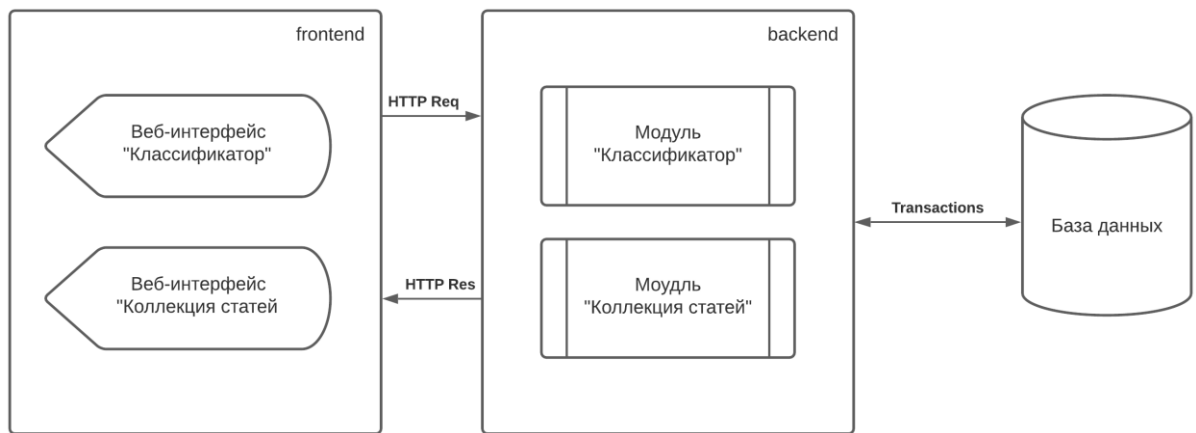 frontend
Веб-интерфейс
"Классификатор"
Веб-интерфейс
"Коллекция статей
HTTP Req
HTTP Res
backend
Модуль
"Классификатор"
Моудль
"Коллекция статей"
Transactions
База данных